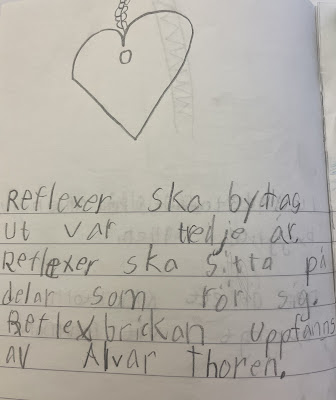 Reflexer ska bytas
ut var tredje år.
Reflexer ska sitta på
delar som rör sig.
Reflexbrickan uppfanns
av Alvar Thoren.